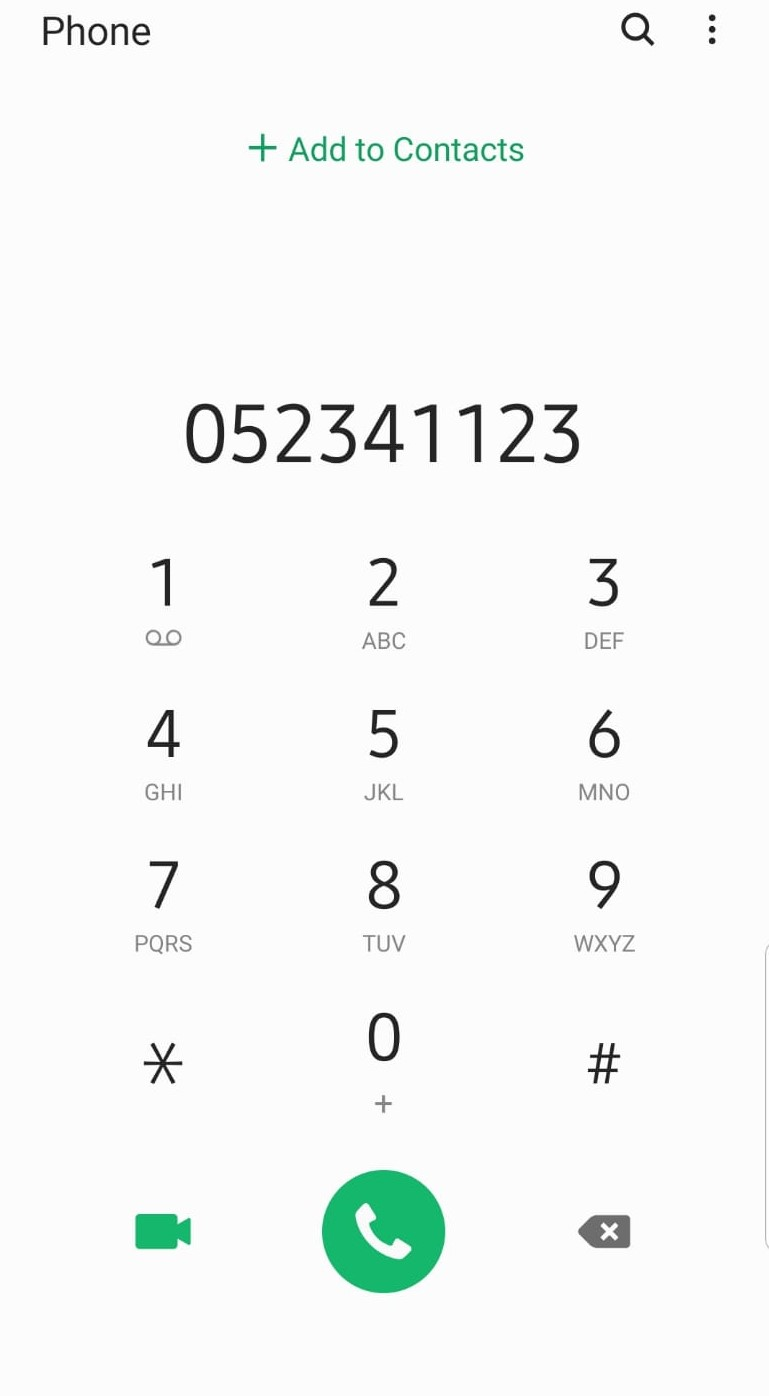 Phone
+ Add to Contacts
052341123
1 2 3
ABC DEF
4 5 6
GHI JKL MNO
7 8 9
PQRS TUV WXYZ
* 0 #
+